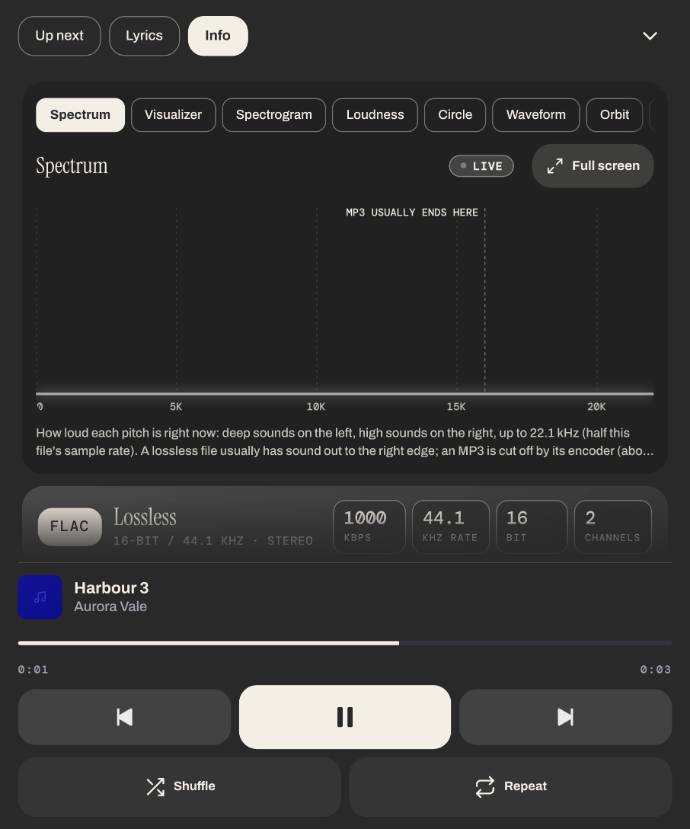 Up next
Lyrics
Info
Spectrum
Visualizer
Spectrogram
Loudness
Circle
Waveform
Orbit
Spectrum
LIVE
Full screen
MP3 USUALLY ENDS HERE
0
5K
10K
15K
20K
How loud each pitch is right now: deep sounds on the left, high sounds on the right, up to 22.1 kHz (half this
file's sample rate). A lossless file usually has sound out to the right edge; an MP3 is cut off by its encoder (abo...
FLAC
Lossless
16-BIT / 44.1 KHZ · STEREO
1000
KBPS
44.1
KHZ RATE
16
BIT
2
CHANNELS
Harbour 3
Aurora Vale
0:01
0:03
Shuffle
Repeat